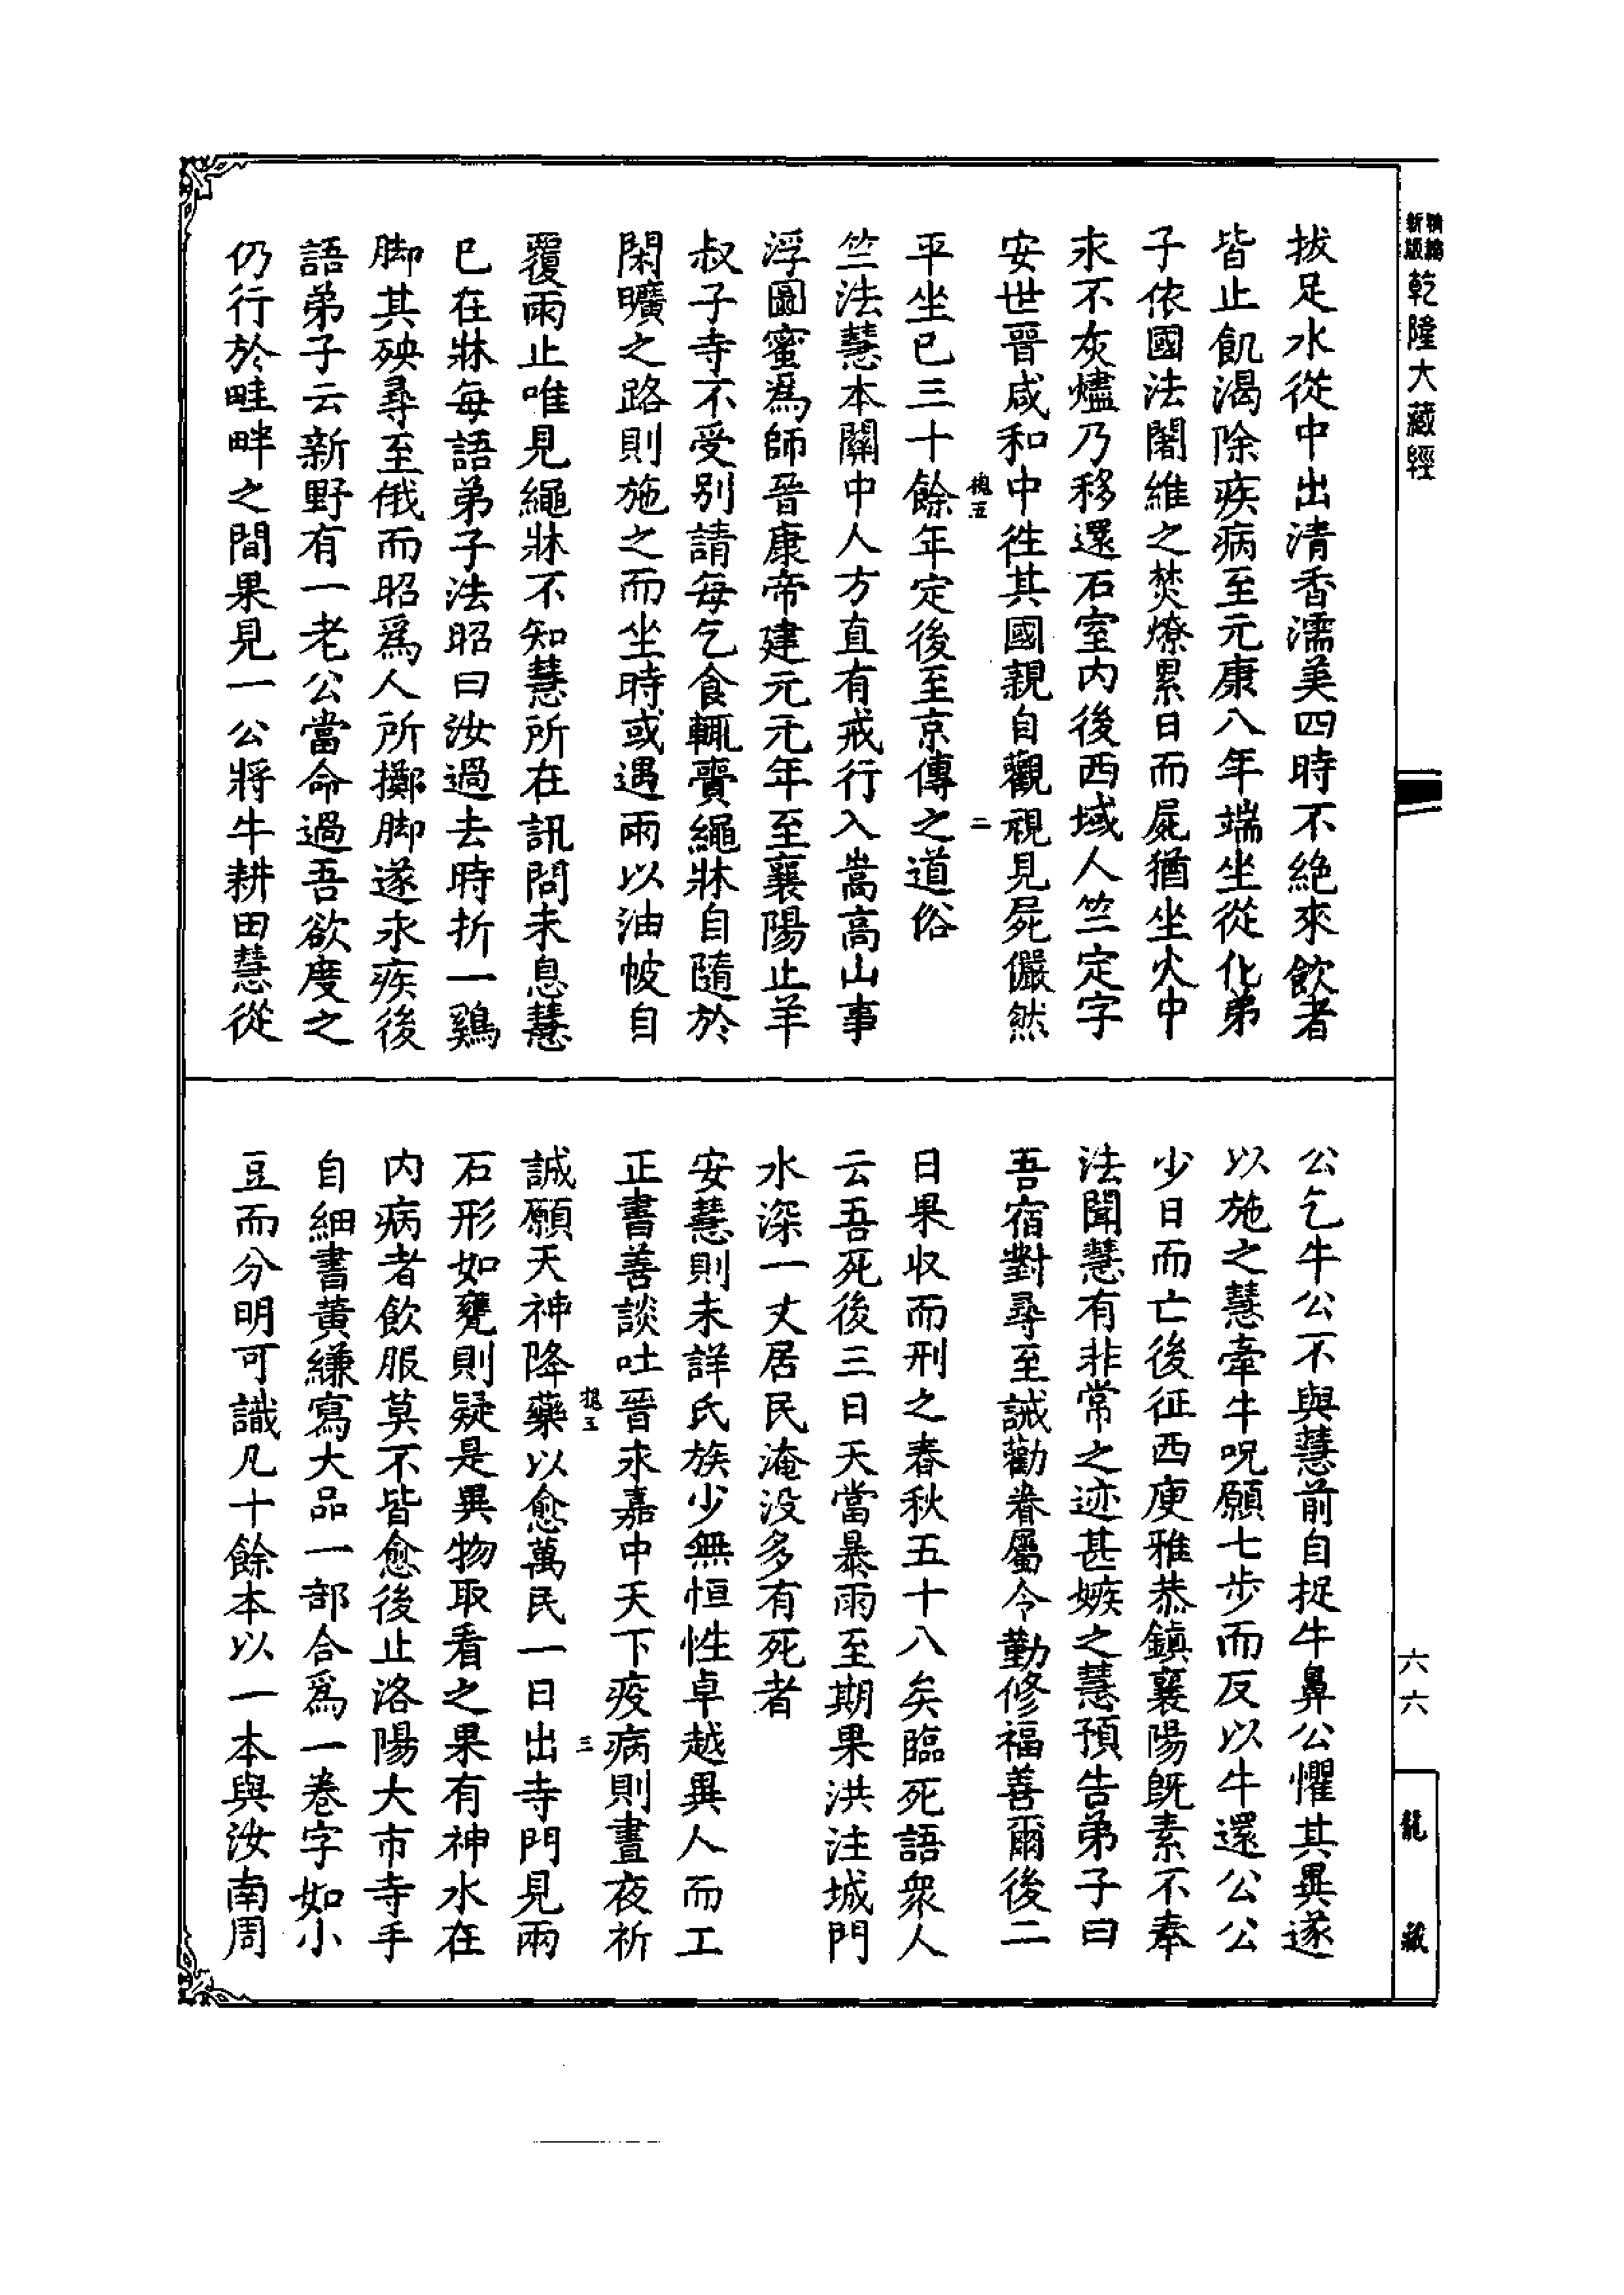 新版
精縮
乾隆大藏經
拔足水從中出清香濡美四時不絶來飲者
皆止飢渴除疾病至元康八年端坐從化弟
子依國法闍維之焚燎累日而屍猶坐火中
永不灰燼乃移還石室内後西域人竺定字
安世晉咸和中徃其國親自觀視見屍儼然
平坐已三十餘年定後至京傳之道俗
竺法慧本關中人方直有戒行入嵩高山事
浮圖蜜爲師晉康帝建元元年至襄陽止羊
叔子寺不受别請每乞食輒賷繩牀自隨於
閑曠之路則施之而坐時或遇雨以油帔自
覆雨止唯見繩牀不知慧所在訊問未息慧
已在牀每語弟子法昭曰汝過去時折一鷄
脚其殃尋至俄而昭爲人所擲脚遂永疾後
語弟子云新野有一老公當命過吾欲度之
仍行於畦畔之間果見一公將牛耕田慧從
公乞牛公不與慧前自捉牛鼻公懼其異遂
以施之慧牽牛呪願七步而反以牛還公公
少日而亡後征西庾雅恭鎮襄陽旣素不奉
法聞慧有非常之迹甚嫉之慧預告弟子曰
吾宿對尋至誡勸眷屬令勤修福善爾後二
日果收而刑之春秋五十八矣臨死語衆人
云吾死後三日天當暴雨至期果洪注城門
水深一丈居民淹没多有死者
安慧則未詳氏族少無恒性卓越異人而工
正書善談吐晉永嘉中天下疫病則晝夜祈
誠願天神降藥以愈萬民一日出寺門見兩
石形如甕則疑是異物取看之果有神水在
内病者飲服莫不皆愈後止洛陽大市寺手
自細書黄縑寫大品一部合爲一卷字如小
豆而分明可識凡十餘本以一本與汝南周
二
三
六六
龍藏